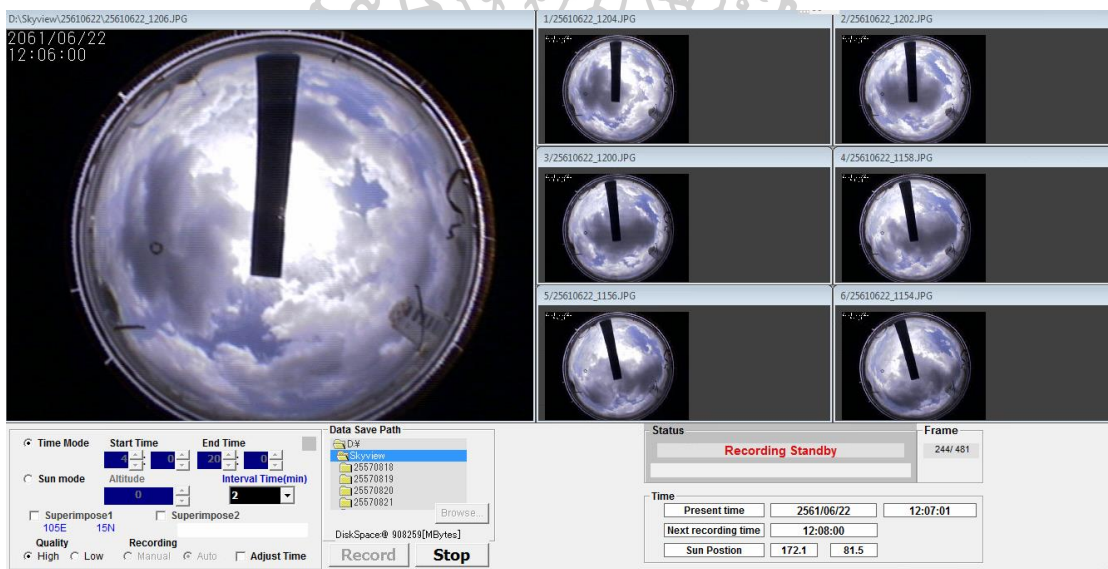 D:\Skyview\25610622\25610622_1206.JPG
2061/06/22
12:06:00
1/25610622_1204.JPG
2/25610622_1202.JPG
3/25610622_1200.JPG
4/25610622_1158.JPG
5/25610622_1156.JPG
6/25610622_1154.JPG
Time Mode
Start Time
End Time
4 : 0
20 : 0
Sun mode
Altitude
Interval Time(min)
0
2
Superimpose1
Superimpose2
105E 15N
Quality
Recording
High Low
Manual Auto
Adjust Time
Data Save Path
D:¥
Skyview
25570818
25570819
25570820
25570821
Browse...
DiskSpace:@ 908259[MBytes]
Record
Stop
Status
Recording Standby
Frame
244/ 481
Time
Present time 2561/06/22 12:07:01
Next recording time 12:08:00
Sun Postion 172.1 81.5